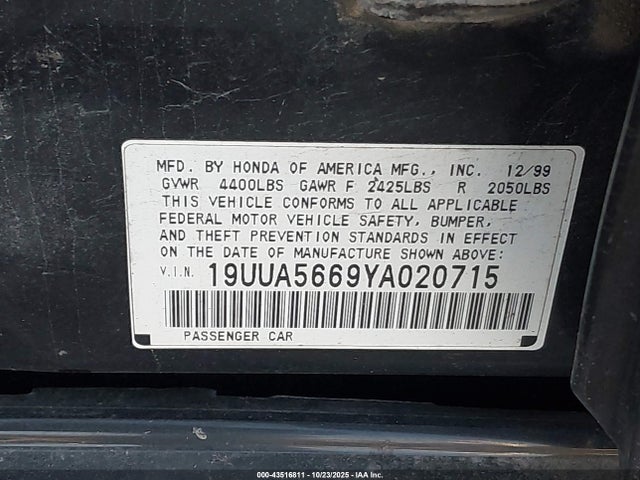 MFD. BY HONDA OF AMERICA MFG., INC. 12/99
GVWR 4400LBS GAWR F 2425LBS R 2050LBS
THIS VEHICLE CONFORMS TO ALL APPLICABLE
FEDERAL MOTOR VEHICLE SAFETY, BUMPER,
AND THEFT PREVENTION STANDARDS IN EFFECT
ON THE DATE OF MANUFACTURE SHOWN ABOVE:
V.I.N. 19UUA5669YA020715
PASSENGER CAR
000-43516811 - 10/23/2025 - IAA Inc.